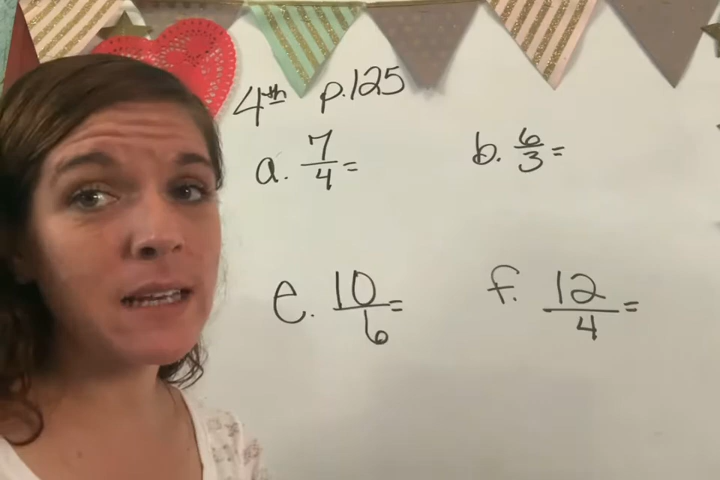 4th p.125
a. 7/4 =
b. 6/3 =
e. 10/6 =
f. 12/4 =